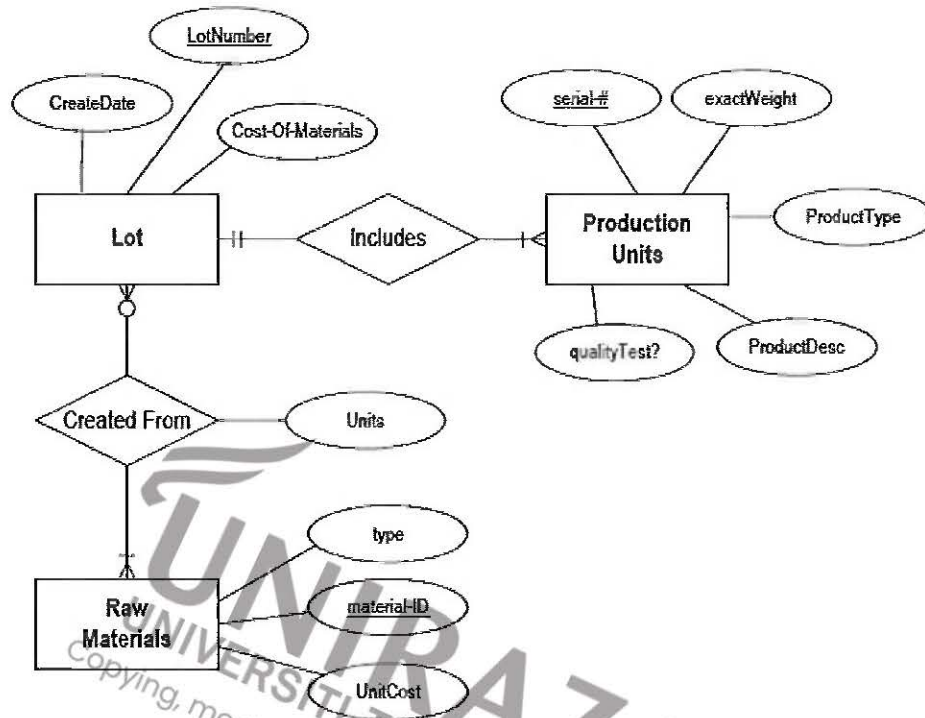 LotNumber
CreateDate
Cost-Of-Materials
serial-#
exactWeight
Lot
Includes
Production
Units
ProductType
qualityTest?
ProductDesc
Created From
Units
type
Raw
Materials
material-ID
UnitCost
UNIRAZ
UNIVERSITI T
Copying, mo